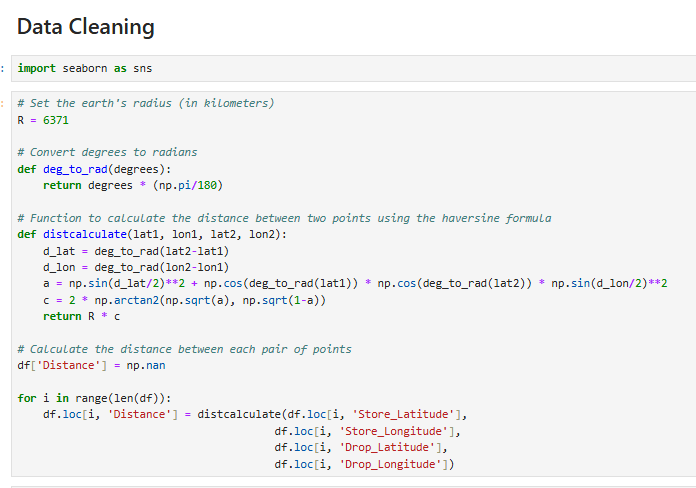 Data Cleaning
:
import seaborn as sns
:
# Set the earth's radius (in kilometers)
R = 6371

# Convert degrees to radians
def deg_to_rad(degrees):
    return degrees * (np.pi/180)

# Function to calculate the distance between two points using the haversine formula
def distcalculate(lat1, lon1, lat2, lon2):
    d_lat = deg_to_rad(lat2-lat1)
    d_lon = deg_to_rad(lon2-lon1)
    a = np.sin(d_lat/2)**2 + np.cos(deg_to_rad(lat1)) * np.cos(deg_to_rad(lat2)) * np.sin(d_lon/2)**2
    c = 2 * np.arctan2(np.sqrt(a), np.sqrt(1-a))
    return R * c

# Calculate the distance between each pair of points
df['Distance'] = np.nan

for i in range(len(df)):
    df.loc[i, 'Distance'] = distcalculate(df.loc[i, 'Store_Latitude'],
                                        df.loc[i, 'Store_Longitude'],
                                        df.loc[i, 'Drop_Latitude'],
                                        df.loc[i, 'Drop_Longitude'])